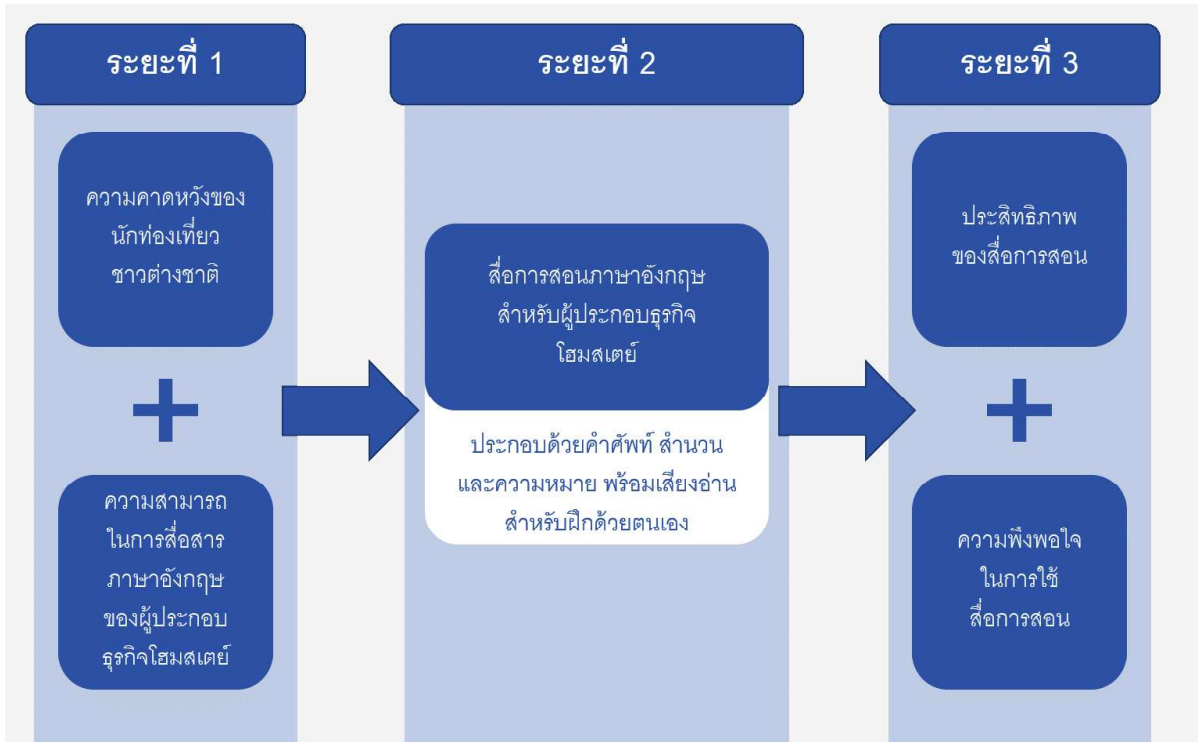 ระยะที่ 1
ความคาดหวังของ
นักท่องเที่ยว
ชาวต่างชาติ
+
ความสามารถ
ในการสื่อสาร
ภาษาอังกฤษ
ของผู้ประกอบ
ธุรกิจโฮมสเตย์
ระยะที่ 2
สื่อการสอนภาษาอังกฤษ
สำหรับผู้ประกอบธุรกิจ
โฮมสเตย์
ประกอบด้วยคำศัพท์ สำนวน
และความหมาย พร้อมเสียงอ่าน
สำหรับฝึกด้วยตนเอง
ระยะที่ 3
ประสิทธิภาพ
ของสื่อการสอน
+
ความพึงพอใจ
ในการใช้
สื่อการสอน